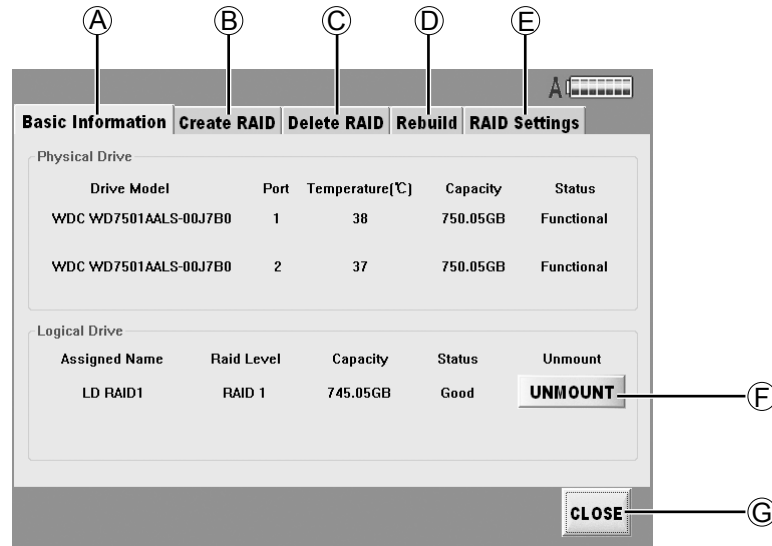 A B C D E
A
Basic Information Create RAID Delete RAID Rebuild RAID Settings
Physical Drive
Drive Model Port Temperature(℃) Capacity Status
WDC WD7501AALS-00J7B0 1 38 750.05GB Functional
WDC WD7501AALS-00J7B0 2 37 750.05GB Functional
Logical Drive
Assigned Name Raid Level Capacity Status Unmount
LD RAID1 RAID 1 745.05GB Good UNMOUNT
F
CLOSE
G